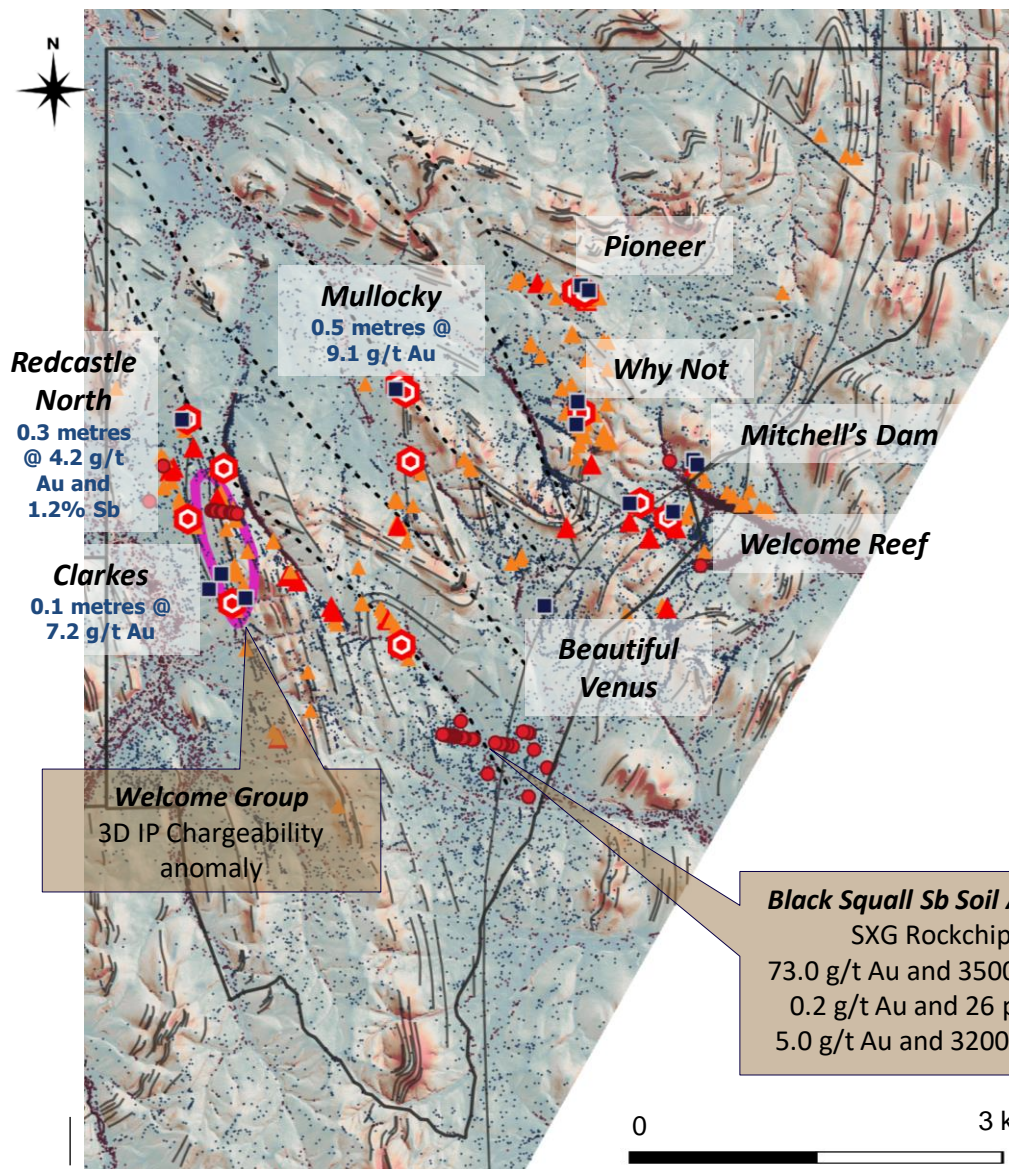 N
Pioneer
Mullocky
0.5 metres @
9.1 g/t Au
Why Not
Redcastle
North
0.3 metres
@ 4.2 g/t
Au and
1.2% Sb
Mitchell's Dam
Welcome Reef
Clarkes
0.1 metres @
7.2 g/t Au
Beautiful
Venus
Welcome Group
3D IP Chargeability
anomaly
Black Squall Sb Soil
SXG Rockchip
73.0 g/t Au and 3500
0.2 g/t Au and 26 p
5.0 g/t Au and 3200
0
3 k